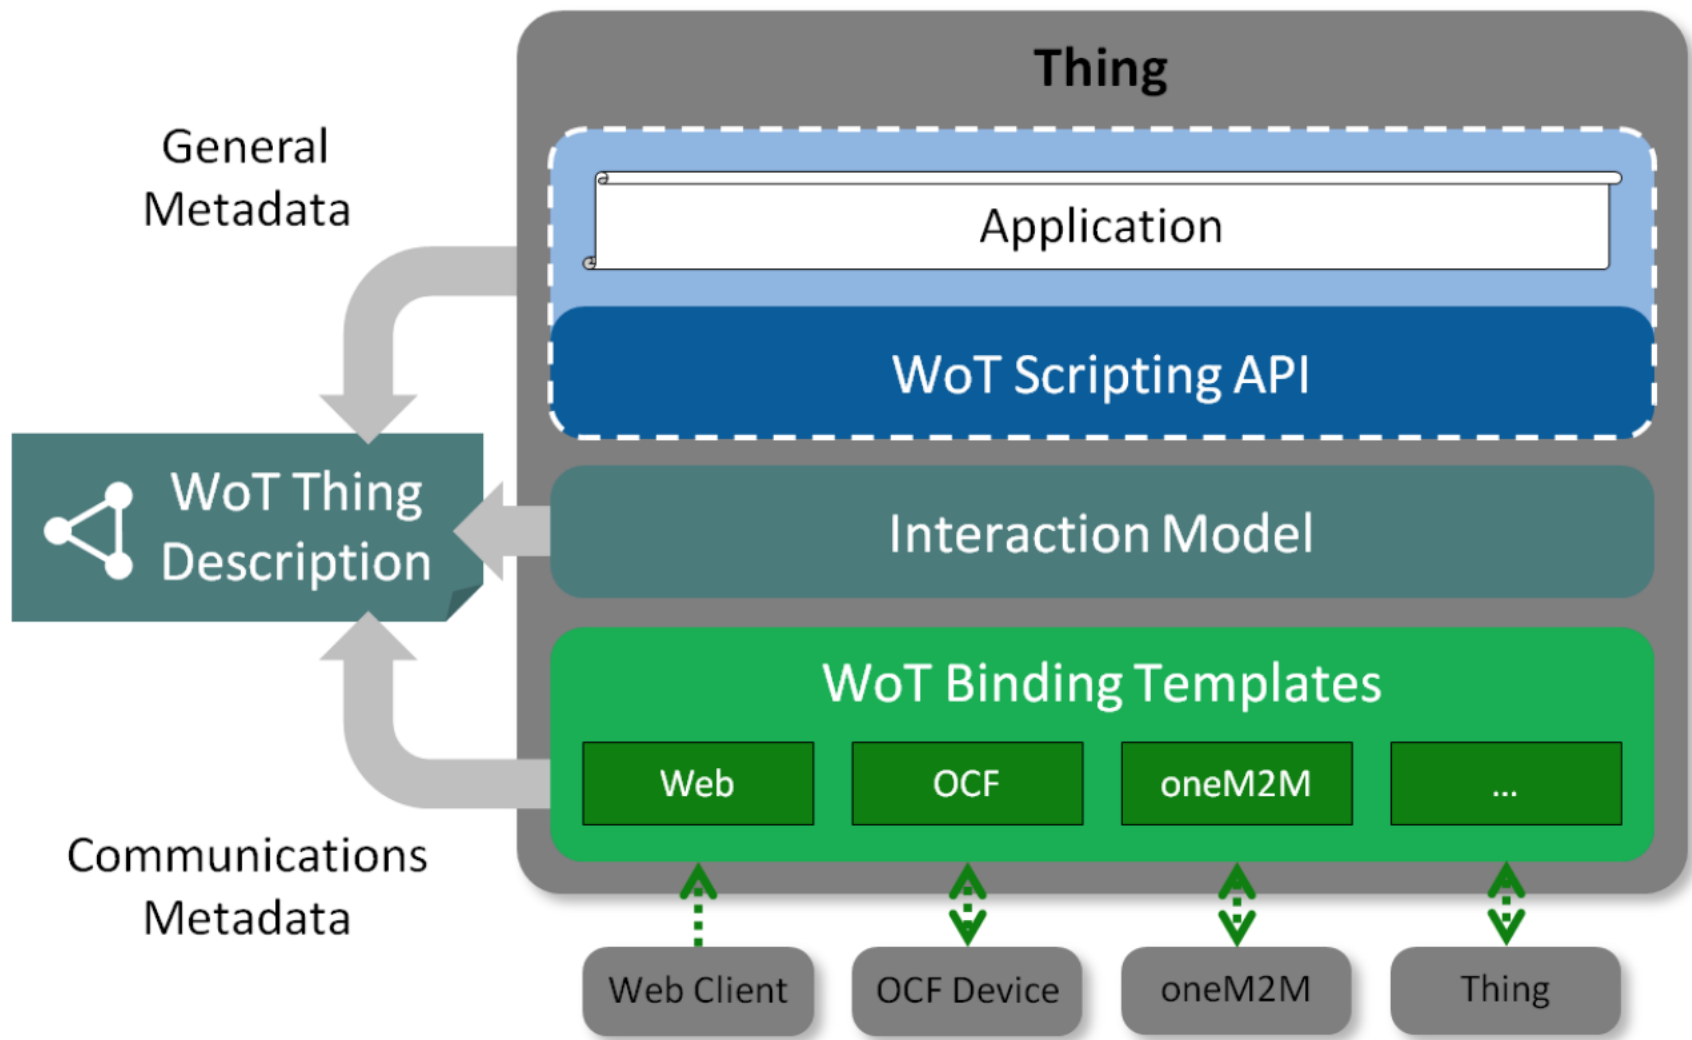 Thing
General
Metadata
Application
WoT Scripting API
WoT Thing
Description
Interaction Model
WoT Binding Templates
Web
OCF
oneM2M
...
Communications
Metadata
Web Client
OCF Device
oneM2M
Thing